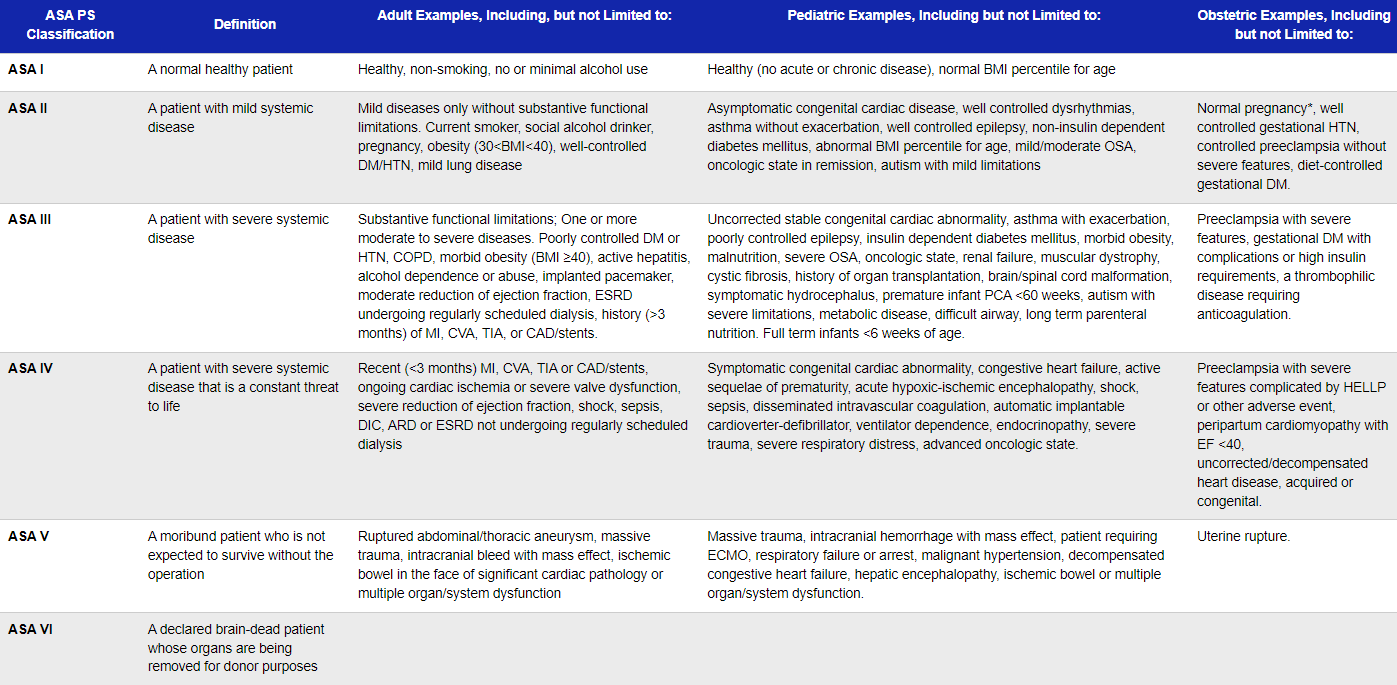 ASA PS
Classification
Definition
Adult Examples, Including, but not Limited to:
Pediatric Examples, Including but not Limited to:
Obstetric Examples, Including
but not Limited to:
ASA I
A normal healthy patient
Healthy, non-smoking, no or minimal alcohol use
Healthy (no acute or chronic disease), normal BMI percentile for age
ASA II
A patient with mild systemic
disease
Mild diseases only without substantive functional
limitations. Current smoker, social alcohol drinker,
pregnancy, obesity (30<BMI<40), well-controlled
DM/HTN, mild lung disease
Asymptomatic congenital cardiac disease, well controlled dysrhythmias,
asthma without exacerbation, well controlled epilepsy, non-insulin dependent
diabetes mellitus, abnormal BMI percentile for age, mild/moderate OSA,
oncologic state in remission, autism with mild limitations
Normal pregnancy*, well
controlled gestational HTN,
controlled preeclampsia without
severe features, diet-controlled
gestational DM.
ASA III
A patient with severe systemic
disease
Substantive functional limitations; One or more
moderate to severe diseases. Poorly controlled DM or
HTN, COPD, morbid obesity (BMI ≥40), active hepatitis,
alcohol dependence or abuse, implanted pacemaker,
moderate reduction of ejection fraction, ESRD
undergoing regularly scheduled dialysis, history (>3
months) of MI, CVA, TIA, or CAD/stents.
Uncorrected stable congenital cardiac abnormality, asthma with exacerbation,
poorly controlled epilepsy, insulin dependent diabetes mellitus, morbid obesity,
malnutrition, severe OSA, oncologic state, renal failure, muscular dystrophy,
cystic fibrosis, history of organ transplantation, brain/spinal cord malformation,
symptomatic hydrocephalus, premature infant PCA <60 weeks, autism with
severe limitations, metabolic disease, difficult airway, long term parenteral
nutrition. Full term infants <6 weeks of age.
Preeclampsia with severe
features, gestational DM with
complications or high insulin
requirements, a thrombophilic
disease requiring
anticoagulation.
ASA IV
A patient with severe systemic
disease that is a constant threat
to life
Recent (<3 months) MI, CVA, TIA or CAD/stents,
ongoing cardiac ischemia or severe valve dysfunction,
severe reduction of ejection fraction, shock, sepsis,
DIC, ARD or ESRD not undergoing regularly scheduled
dialysis
Symptomatic congenital cardiac abnormality, congestive heart failure, active
sequelae of prematurity, acute hypoxic-ischemic encephalopathy, shock,
sepsis, disseminated intravascular coagulation, automatic implantable
cardioverter-defibrillator, ventilator dependence, endocrinopathy, severe
trauma, severe respiratory distress, advanced oncologic state.
Preeclampsia with severe
features complicated by HELLP
or other adverse event,
peripartum cardiomyopathy with
EF <40,
uncorrected/decompensated
heart disease, acquired or
congenital.
ASA V
A moribund patient who is not
expected to survive without the
operation
Ruptured abdominal/thoracic aneurysm, massive
trauma, intracranial bleed with mass effect, ischemic
bowel in the face of significant cardiac pathology or
multiple organ/system dysfunction
Massive trauma, intracranial hemorrhage with mass effect, patient requiring
ECMO, respiratory failure or arrest, malignant hypertension, decompensated
congestive heart failure, hepatic encephalopathy, ischemic bowel or multiple
organ/system dysfunction.
Uterine rupture.
ASA VI
A declared brain-dead patient
whose organs are being
removed for donor purposes